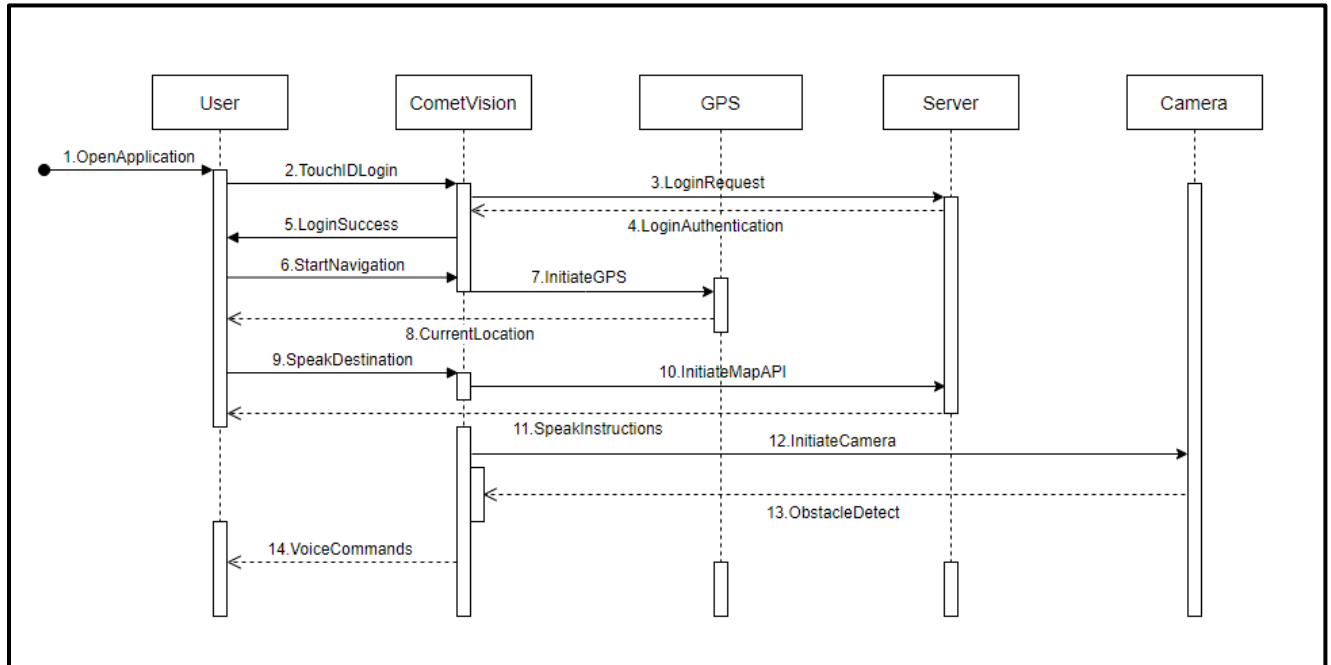 User
CometVision
GPS
Server
Camera
1.OpenApplication
2.TouchIDLogin
3.LoginRequest
4.LoginAuthentication
5.LoginSuccess
6.StartNavigation
7.InitiateGPS
8.CurrentLocation
9.SpeakDestination
10.InitiateMapAPI
11.SpeakInstructions
12.InitiateCamera
13.ObstacleDetect
14.VoiceCommands